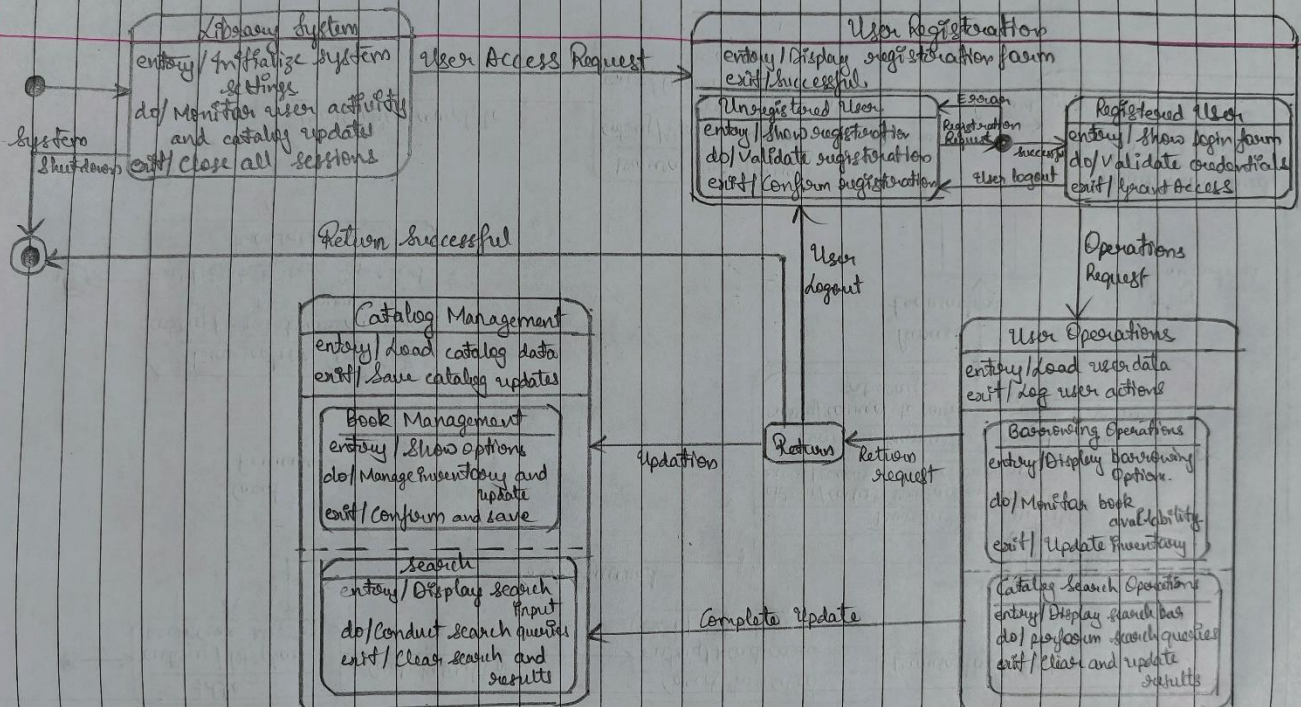 Library System
entry/Initialize System
settings
do/Monitor user activity
and catalog updates
exit/Close all sessions
System
Shutdown
User Access Request
User Registration
entry/Display registration form
exit/Successful
Unregistered User
entry/Show registration
do/Validate registration
exit/Confirm registration
Error
Registration
Request
Successful
User logout
Registered User
entry/Show login form
do/Validate credentials
exit/Grant Access
Return Successful
User
Logout
Operations
Request
Catalog Management
entry/Load catalog data
exit/Save catalog updates
Book Management
entry/Show options
do/Manage inventory and
update
exit/Confirm and save
Search
entry/Display search
input
do/Conduct search queries
exit/Clear search and
results
Updation
Return
Return
request
Complete Update
User Operations
entry/Load user data
exit/Log user actions
Borrowing Operations
entry/Display borrowing
option.
do/Monitor book
availability
exit/Update inventory
Catalog Search Operations
entry/Display search bar
do/perform search queries
exit/Clear and update
results